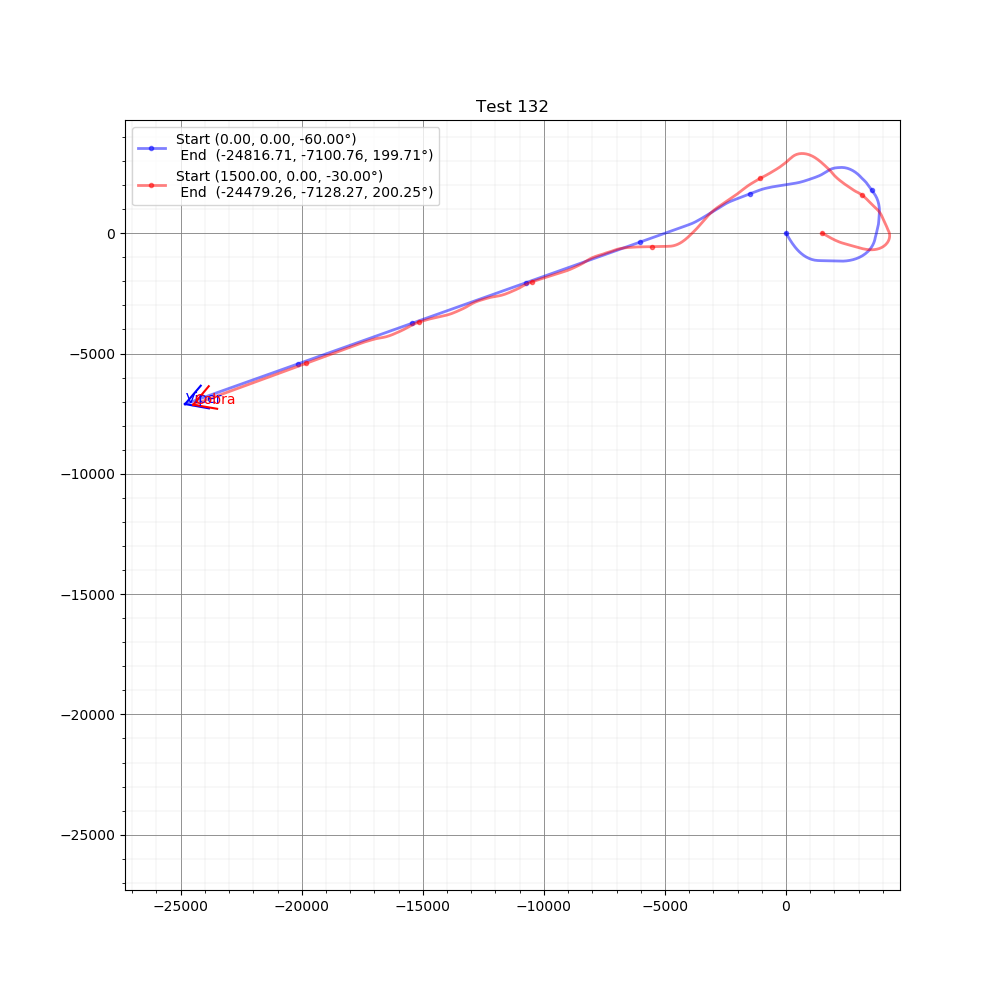 Test 132
Start (0.00, 0.00, -60.00°)
End (-24816.71, -7100.76, 199.71°)
Start (1500.00, 0.00, -30.00°)
End (-24479.26, -7128.27, 200.25°)
0
−5000
−10000
−15000
−20000
−25000
−25000
−20000
−15000
−10000
−5000
0